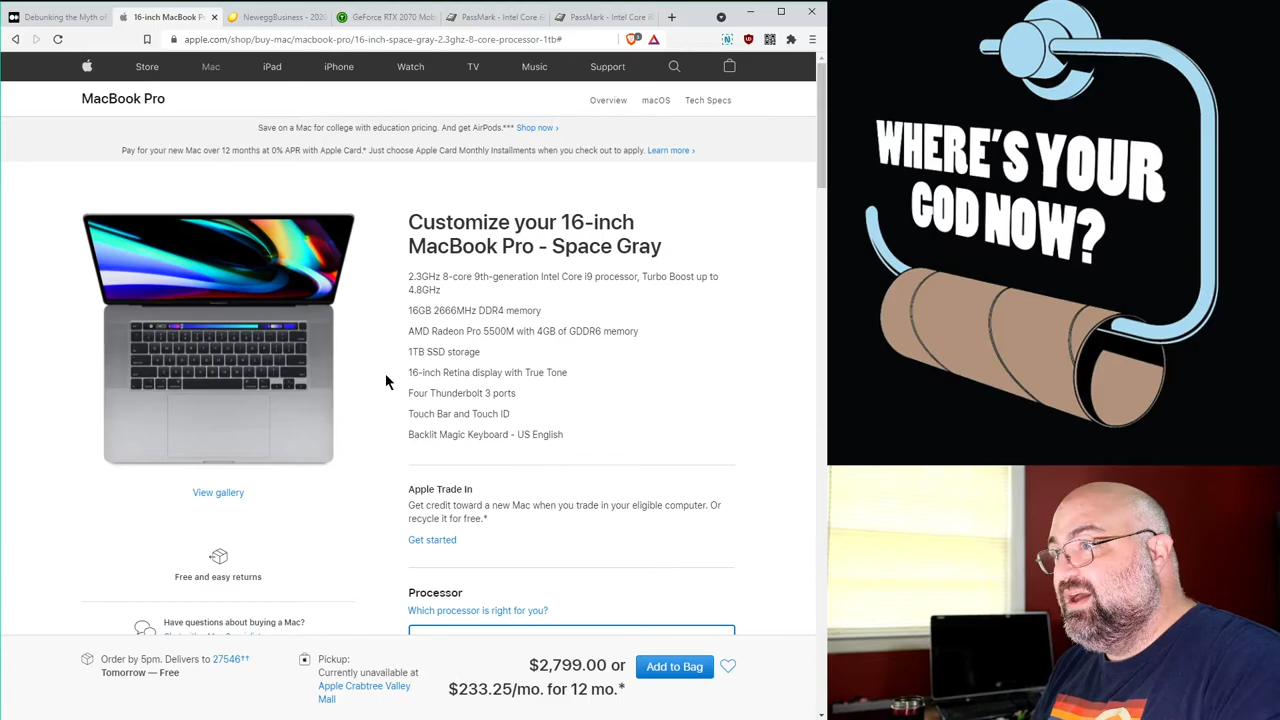 Debunking the Myth of
16-inch MacBook Pr
NeweggBusiness - 2020
GeForce RTX 2070 Mob
PassMark - Intel Core i
PassMark - Intel Core i
apple.com/shop/buy-mac/macbook-pro/16-inch-space-gray-2.3ghz-8-core-processor-1tb#
Store Mac iPad iPhone Watch TV Music Support
MacBook Pro
Overview macOS Tech Specs
Save on a Mac for college with education pricing. And get AirPods.*** Shop now ›
Pay for your new Mac over 12 months at 0% APR with Apple Card.* Just choose Apple Card Monthly Installments when you check out to apply. Learn more ›
Customize your 16-inch
MacBook Pro - Space Gray
2.3GHz 8-core 9th-generation Intel Core i9 processor, Turbo Boost up to
4.8GHz
16GB 2666MHz DDR4 memory
AMD Radeon Pro 5500M with 4GB of GDDR6 memory
1TB SSD storage
16-inch Retina display with True Tone
Four Thunderbolt 3 ports
Touch Bar and Touch ID
Backlit Magic Keyboard - US English
View gallery
Apple Trade In
Get credit toward a new Mac when you trade in your eligible computer. Or
recycle it for free.*
Get started
Free and easy returns
Processor
Which processor is right for you?
Have questions about buying a Mac?
Order by 5pm. Delivers to 27546††
Tomorrow — Free
Pickup:
Currently unavailable at
Apple Crabtree Valley
Mall
$2,799.00 or
$233.25/mo. for 12 mo.*
Add to Bag
WHERE'S YOUR
GOD NOW?